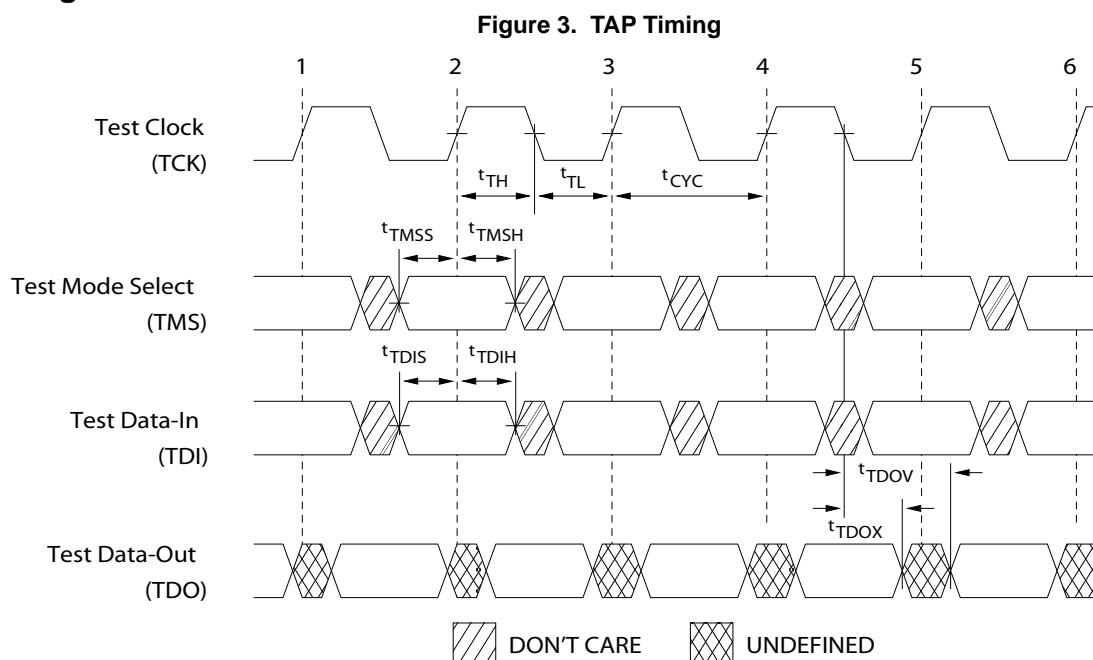 Figure 3. TAP Timing
1 2 3 4 5 6
Test Clock
(TCK)
tTH tTL tCYC
tTMSS tTMSH
Test Mode Select
(TMS)
tTDIS tTDIH
Test Data-In
(TDI)
tTDOV
tTDOX
Test Data-Out
(TDO)
DON'T CARE UNDEFINED